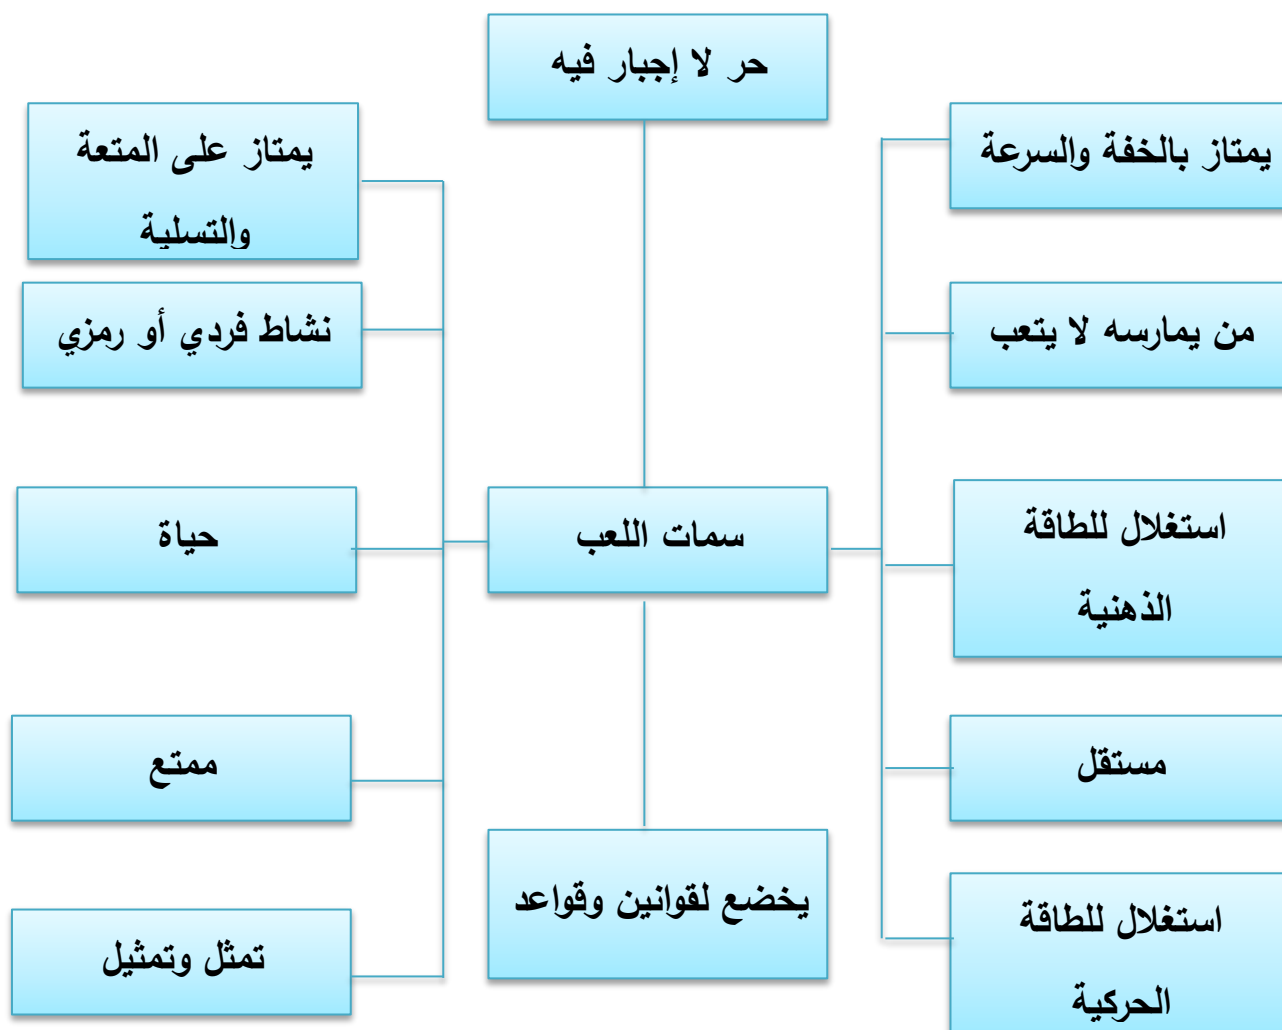 حر لا إجبار فيه
يمتاز بالخفة والسرعة
من يمارسه لا يتعب
استغلال للطاقة
الذهنية
مستقل
استغلال للطاقة
الحركية
سمات اللعب
يخضع لقوانين وقواعد
يمتاز على المتعة
والتسلية
نشاط فردي أو رمزي
حياة
ممتع
تمثل وتمثيل